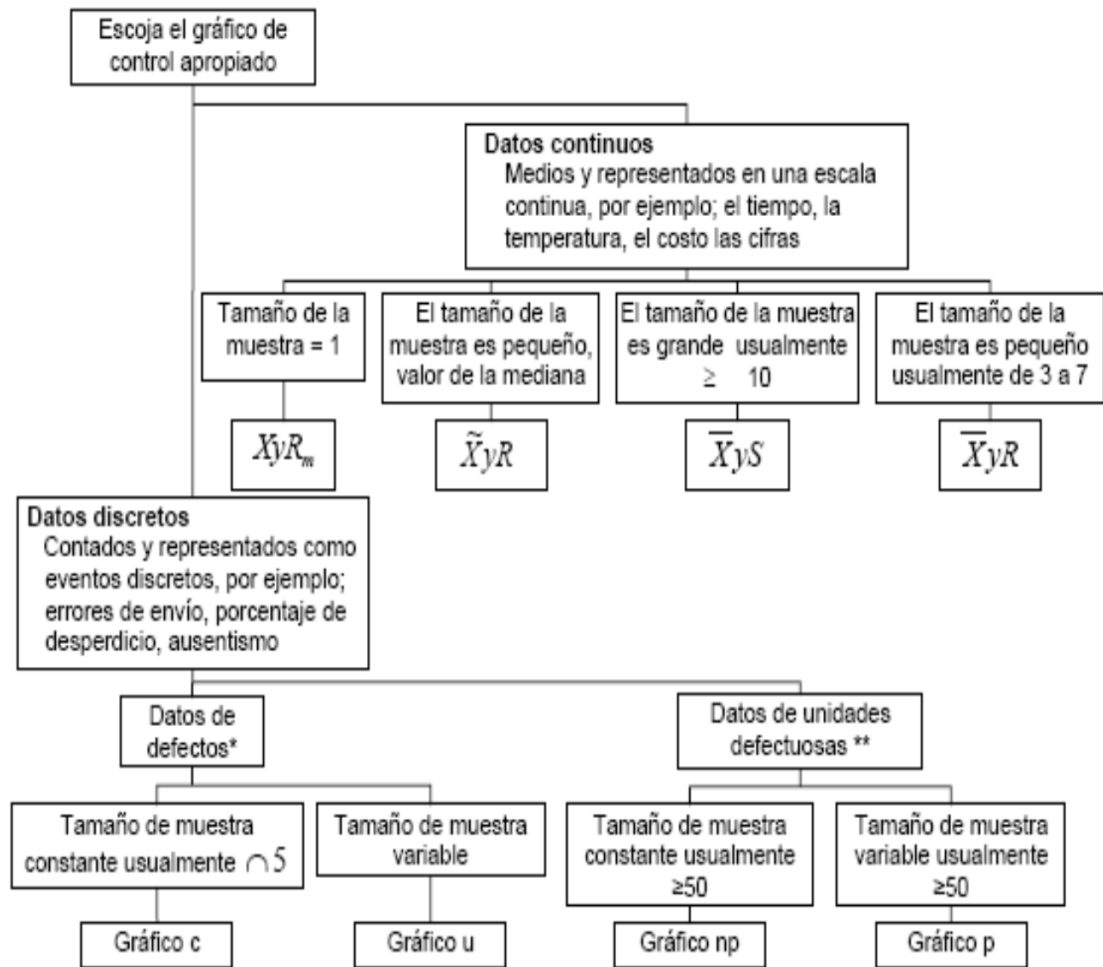 Escoja el gráfico de
control apropiado
Datos continuos
Medios y representados en una escala
continua, por ejemplo; el tiempo, la
temperatura, el costo las cifras
Tamaño de la
muestra = 1
El tamaño de la
muestra es pequeño,
valor de la mediana
El tamaño de la muestra
es grande usualmente
≥ 10
El tamaño de la
muestra es pequeño
usualmente de 3 a 7
XyRₘ
X̃yR
X̅yS
X̅yR
Datos discretos
Contados y representados como
eventos discretos, por ejemplo;
errores de envío, porcentaje de
desperdicio, ausentismo
Datos de
defectos*
Datos de unidades
defectuosas **
Tamaño de muestra
constante usualmente ∩ 5
Tamaño de muestra
variable
Tamaño de muestra
constante usualmente
≥50
Tamaño de muestra
variable usualmente
≥50
Gráfico c
Gráfico u
Gráfico np
Gráfico p